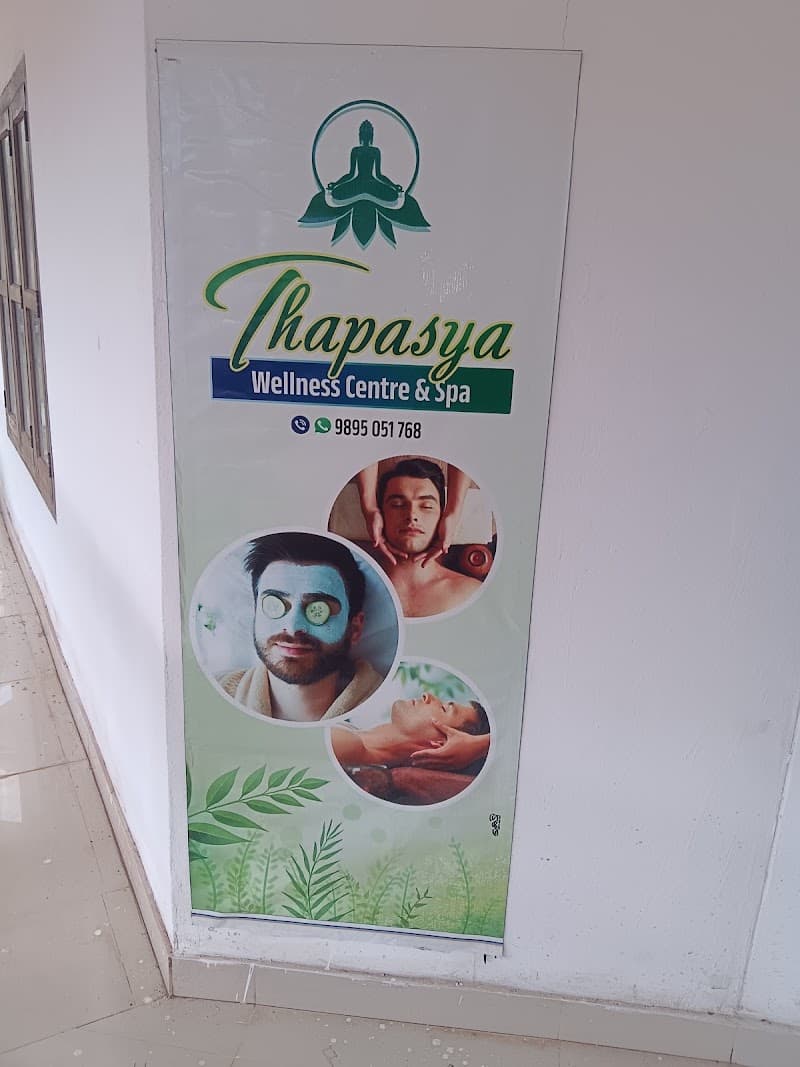 Thapasya
Wellness Centre & Spa
9895 051 768